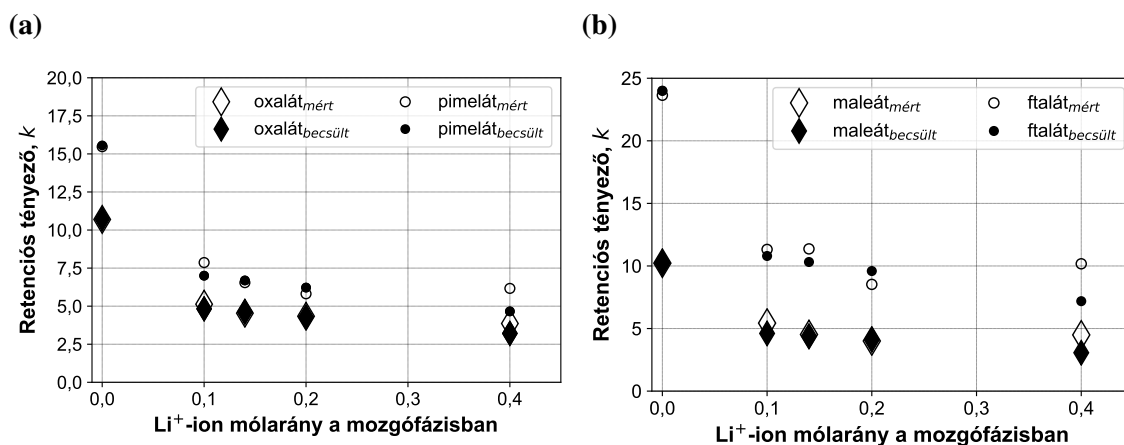 (a)
20,0
17,5
15,0
12,5
10,0
7,5
5,0
2,5
0,0
Retenciós tényező, k
oxalát mért
oxalát becsült
pimelát mért
pimelát becsült
0,0 0,1 0,2 0,3 0,4
Li⁺-ion mólarány a mozgófázisban
(b)
25
20
15
10
5
0
Retenciós tényező, k
maleát mért
maleát becsült
ftalát mért
ftalát becsült
0,0 0,1 0,2 0,3 0,4
Li⁺-ion mólarány a mozgófázisban